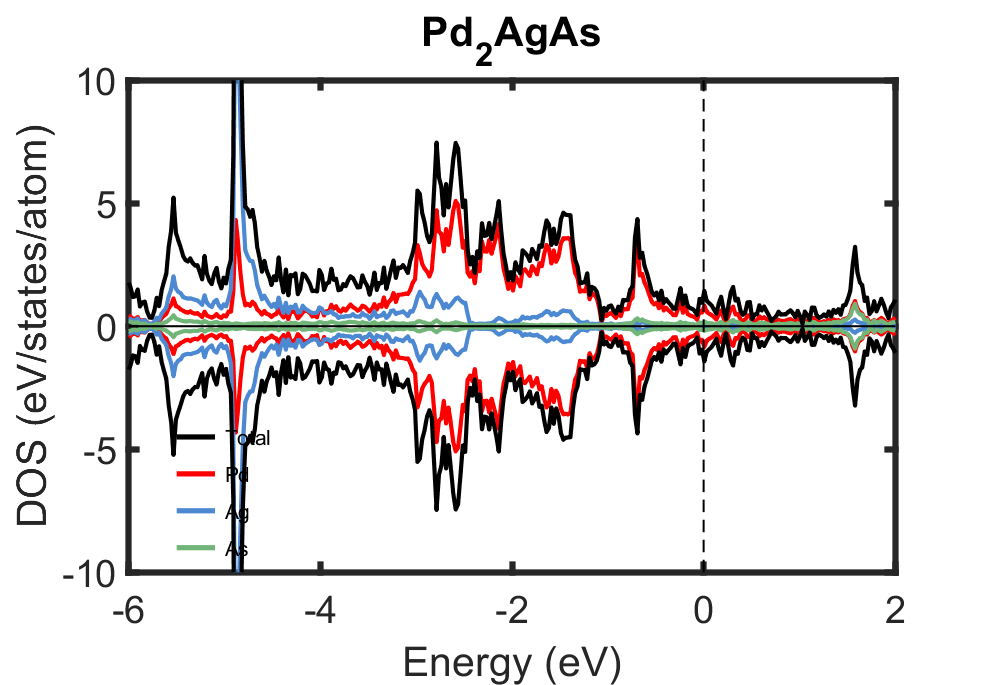 Pd₂AgAs
DOS (eV/states/atom)
10
5
0
-5
-10
Total
Pd
Ag
As
-6 -4 -2 0 2
Energy (eV)